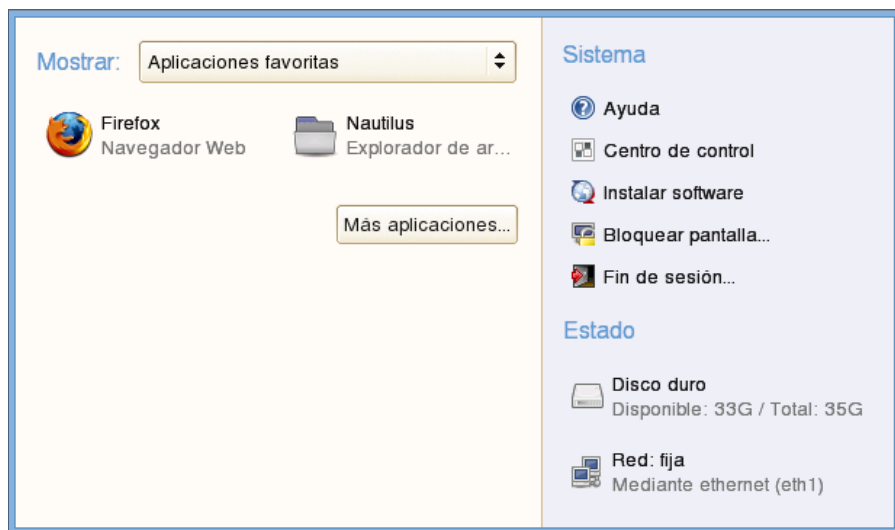 Mostrar: Aplicaciones favoritas
Firefox
Navegador Web
Nautilus
Explorador de ar...
Más aplicaciones...
Sistema
Ayuda
Centro de control
Instalar software
Bloquear pantalla...
Fin de sesión...
Estado
Disco duro
Disponible: 33G / Total: 35G
Red: fija
Mediante ethernet (eth1)